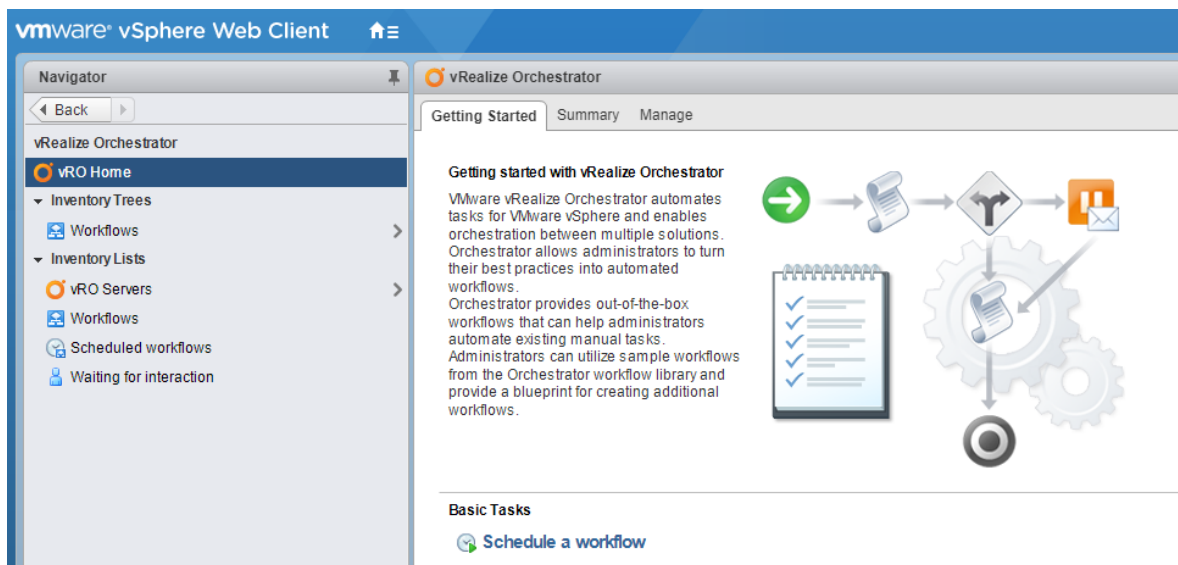 vmware® vSphere Web Client
Navigator
Back
vRealize Orchestrator
vRO Home
Inventory Trees
Workflows
Inventory Lists
vRO Servers
Workflows
Scheduled workflows
Waiting for interaction
vRealize Orchestrator
Getting Started Summary Manage
Getting started with vRealize Orchestrator
VMware vRealize Orchestrator automates
tasks for VMware vSphere and enables
orchestration between multiple solutions.
Orchestrator allows administrators to turn
their best practices into automated
workflows.
Orchestrator provides out-of-the-box
workflows that can help administrators
automate existing manual tasks.
Administrators can utilize sample workflows
from the Orchestrator workflow library and
provide a blueprint for creating additional
workflows.
Basic Tasks
Schedule a workflow